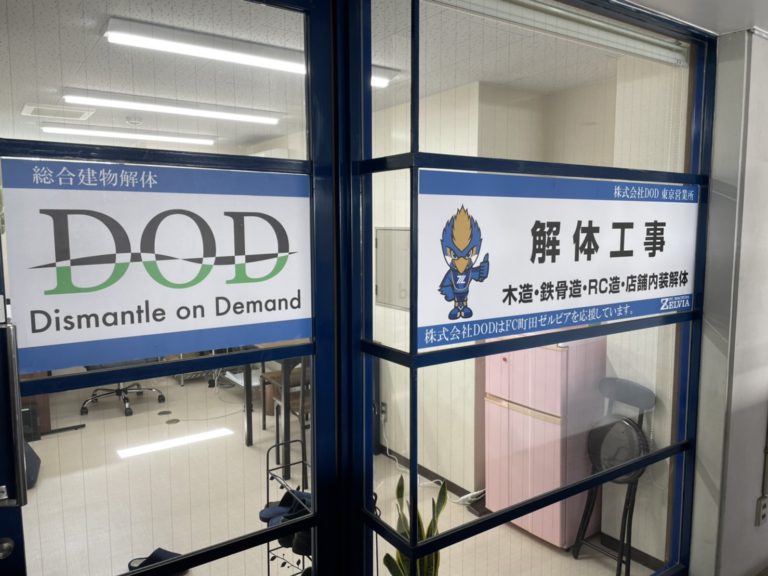 総合建物解体
DOD
Dismantle on Demand
株式会社DOD 東京営業所
解体工事
木造・鉄骨造・RC造・店舗内装解体
株式会社DODはFC町田ゼルビアを応援しています。
ZELVIA